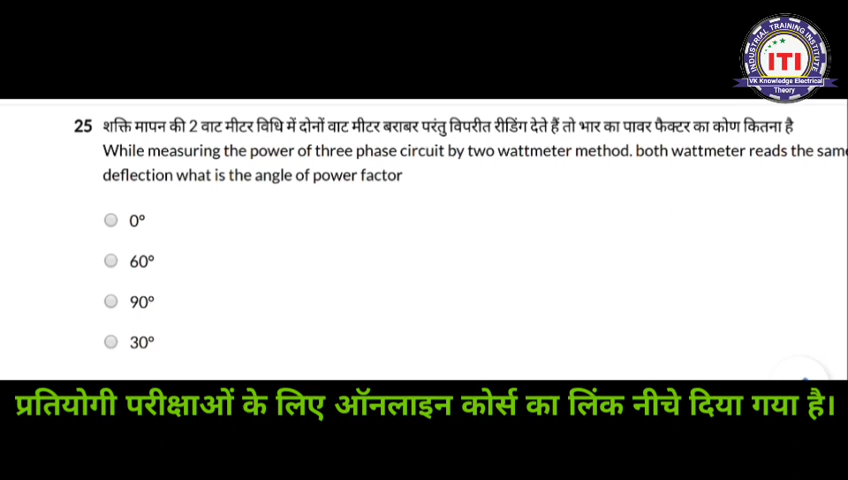 INDUSTRIAL TRAINING INSTITUTE
ITI
VK Knowledge Electrical
Theory
25 शक्ति मापन की 2 वाट मीटर विधि में दोनों वाट मीटर बराबर परंतु विपरीत रीडिंग देते हैं तो भार का पावर फैक्टर का कोण कितना है
While measuring the power of three phase circuit by two wattmeter method. both wattmeter reads the same
deflection what is the angle of power factor
0°
60°
90°
30°
प्रतियोगी परीक्षाओं के लिए ऑनलाइन कोर्स का लिंक नीचे दिया गया है।